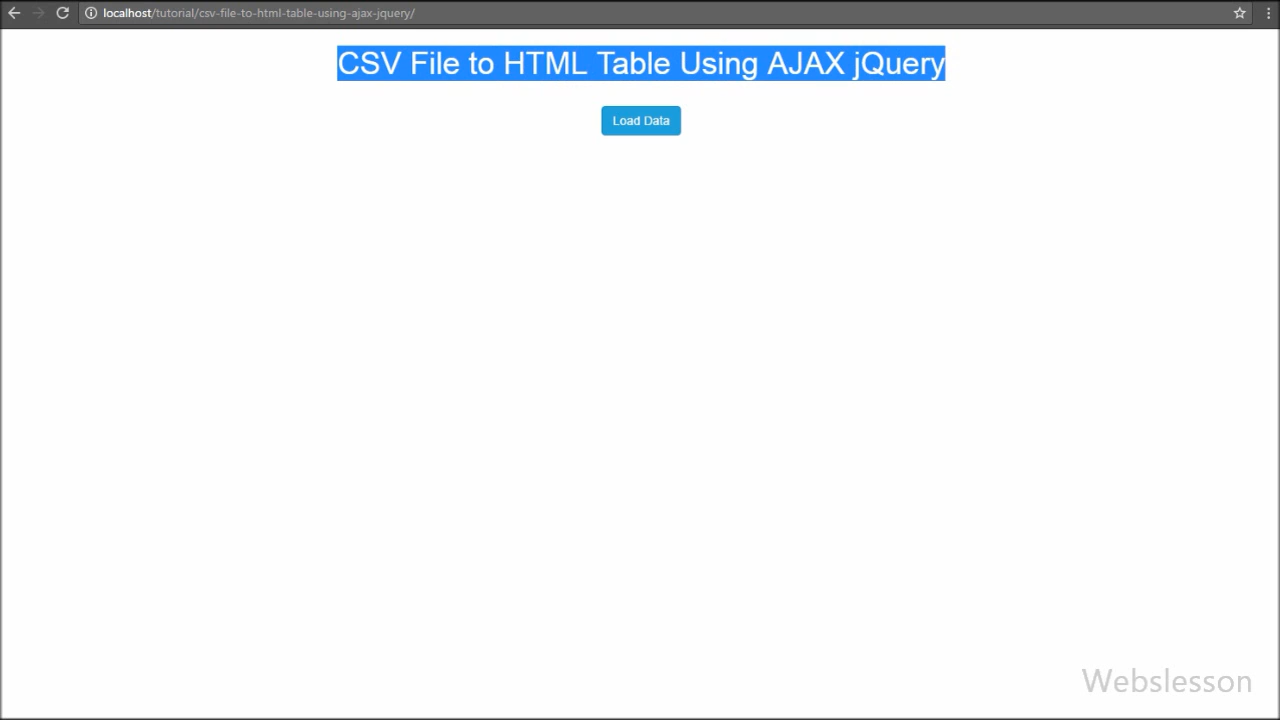 localhost/tutorial/csv-file-to-html-table-using-ajax-jquery/
CSV File to HTML Table Using AJAX jQuery
Load Data
Webslesson